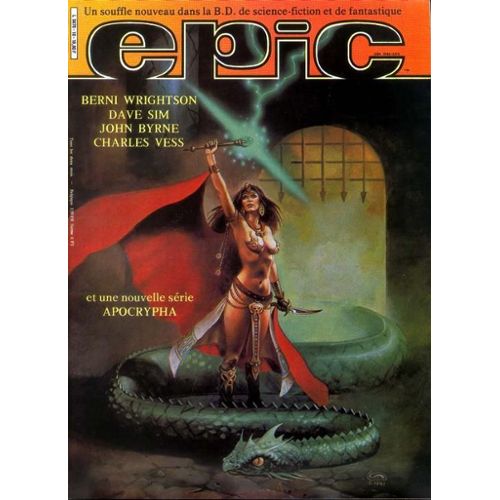 Un souffle nouveau dans la B.D. de science-fiction et de fantastique
epic
BERNI WRIGHTSON
DAVE SIM
JOHN BYRNE
CHARLES VESS
et une nouvelle série
APOCRYPHA